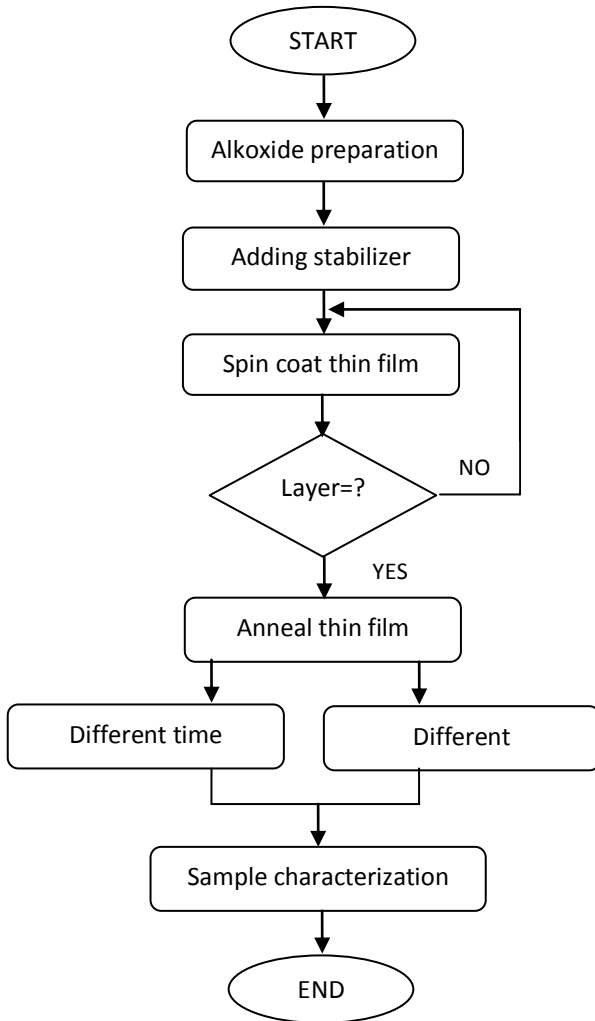 START
Alkoxide preparation
Adding stabilizer
Spin coat thin film
Layer=?
NO
YES
Anneal thin film
Different time
Different
Sample characterization
END